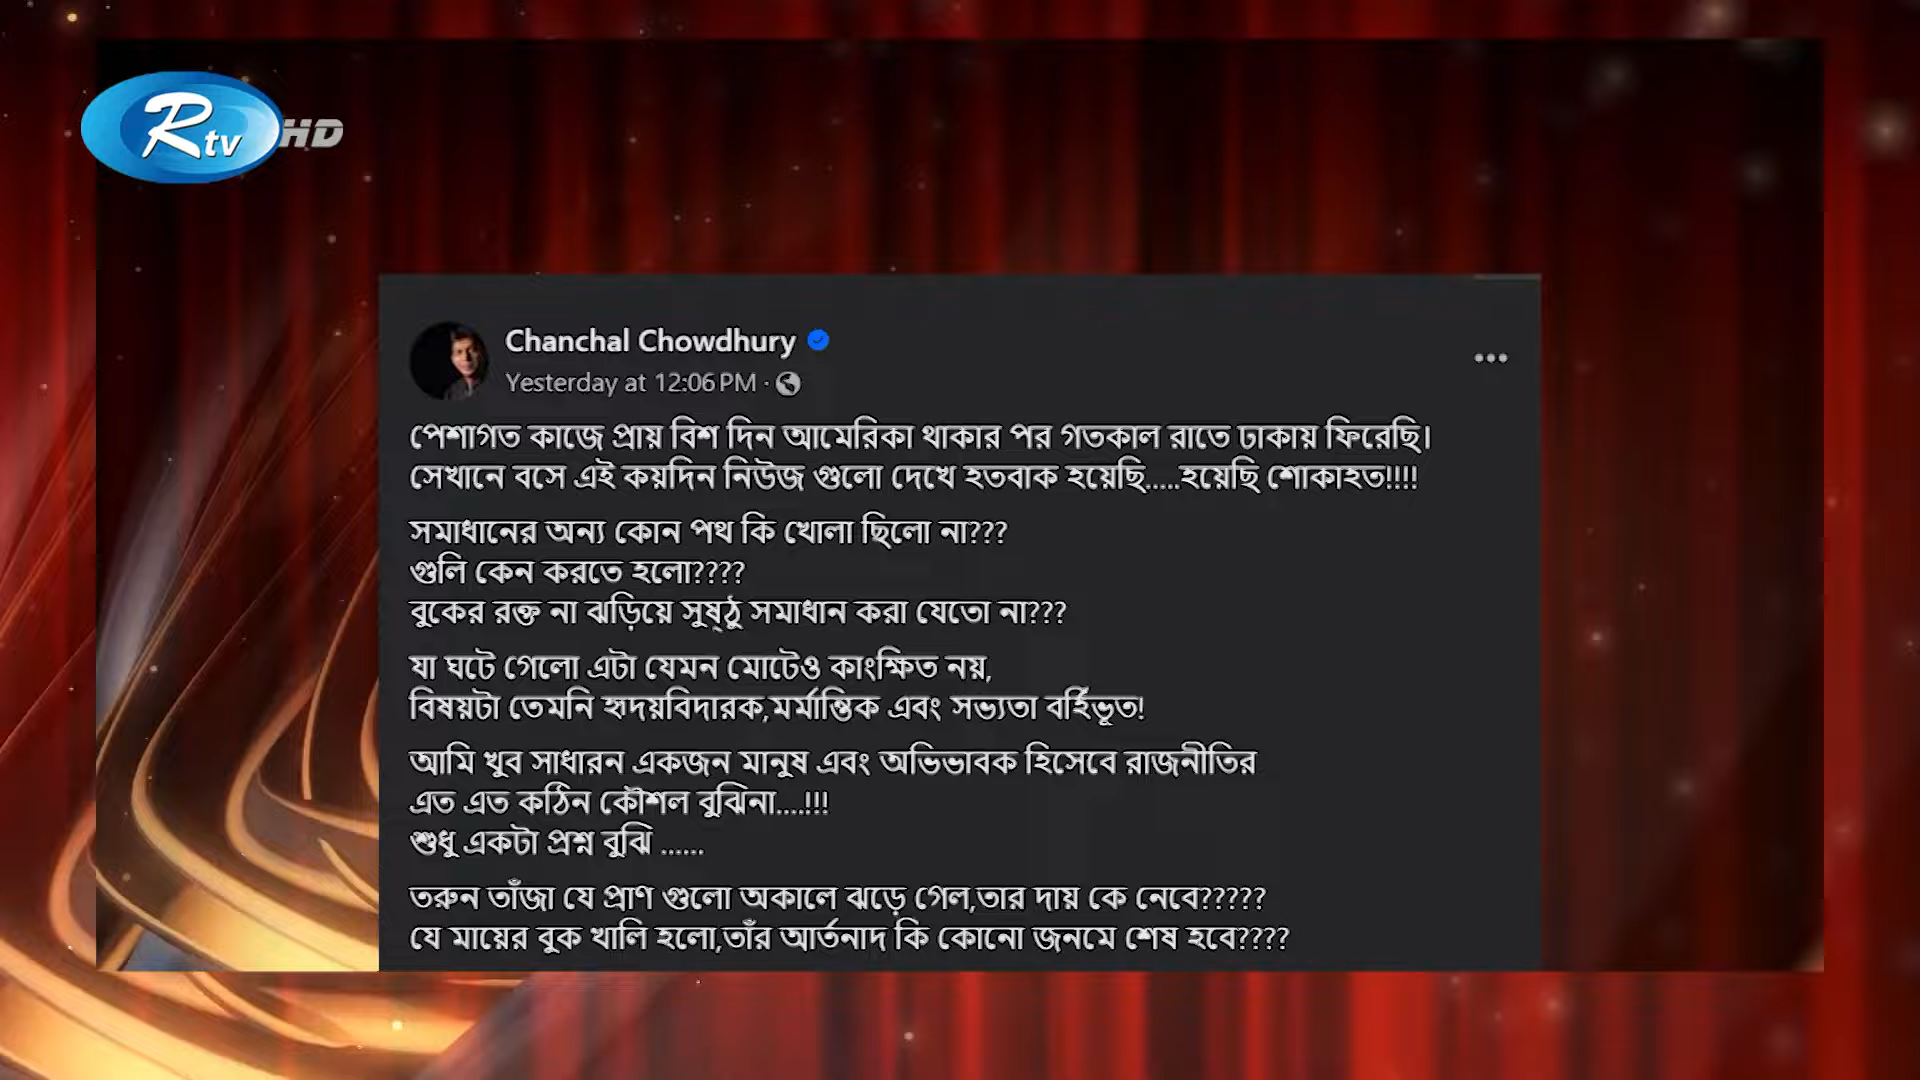 Rtv HD
Chanchal Chowdhury
Yesterday at 12:06 PM ·
পেশাগত কাজে প্রায় বিশ দিন আমেরিকা থাকার পর গতকাল রাতে ঢাকায় ফিরেছি।
সেখানে বসে এই কয়দিন নিউজ গুলো দেখে হতবাক হয়েছি.....হয়েছি শোকাহত!!!!
সমাধানের অন্য কোন পথ কি খোলা ছিলো না???
গুলি কেন করতে হলো????
বুকের রক্ত না ঝড়িয়ে সুষ্ঠু সমাধান করা যেতো না???
যা ঘটে গেলো এটা যেমন মোটেও কাংক্ষিত নয়,
বিষয়টা তেমনি হৃদয়বিদারক,মর্মান্তিক এবং সভ্যতা বর্হিভূত!
আমি খুব সাধারন একজন মানুষ এবং অভিভাবক হিসেবে রাজনীতির
এত এত কঠিন কৌশল বুঝিনা....!!!
শুধু একটা প্রশ্ন বুঝি ......
তরুন তাঁজা যে প্রাণ গুলো অকালে ঝড়ে গেল,তার দায় কে নেবে?????
যে মায়ের বুক খালি হলো,তাঁর আর্তনাদ কি কোনো জনমে শেষ হবে????